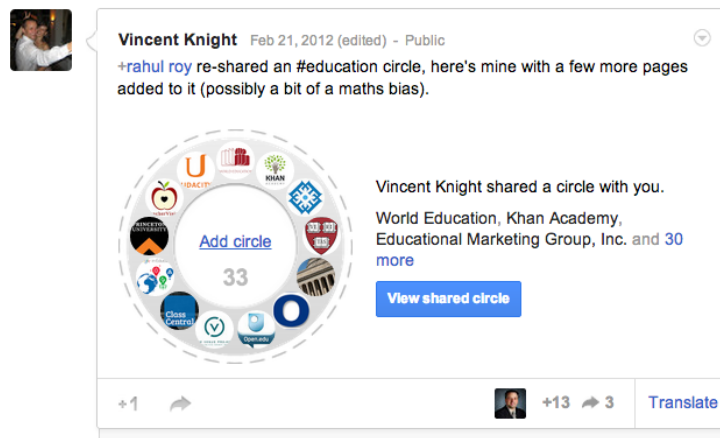 Vincent Knight Feb 21, 2012 (edited) - Public
+rahul roy re-shared an #education circle, here's mine with a few more pages
added to it (possibly a bit of a maths bias).
UDACITY
KHAN
PRINCETON
UNIVERSITY
Add circle
33
Class
Central
Open.edu
Vincent Knight shared a circle with you.
World Education, Khan Academy,
Educational Marketing Group, Inc. and 30
more
View shared circle
+1
+13 3
Translate